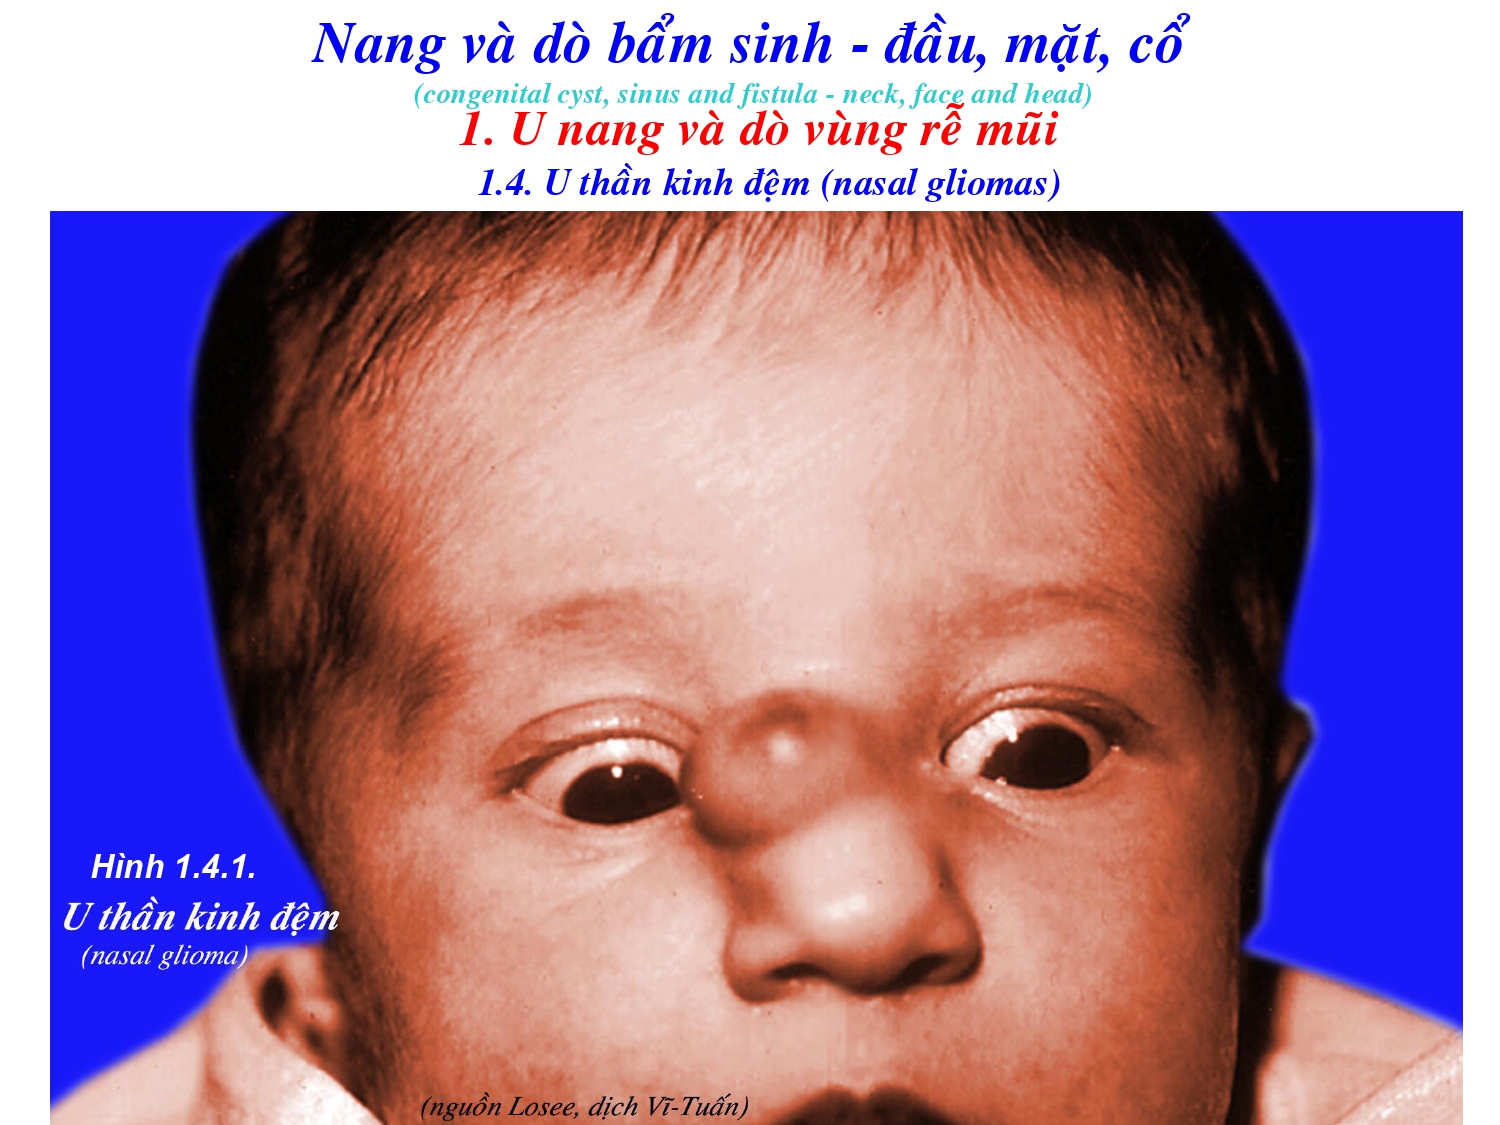 Nang và dò bẩm sinh - đầu, mặt, cổ
(congenital cyst, sinus and fistula - neck, face and head)
1. U nang và dò vùng rễ mũi
1.4. U thần kinh đệm (nasal gliomas)
Hình 1.4.1.
U thần kinh đệm
(nasal glioma)
(nguồn Losee, dịch Vĩ-Tuấn)